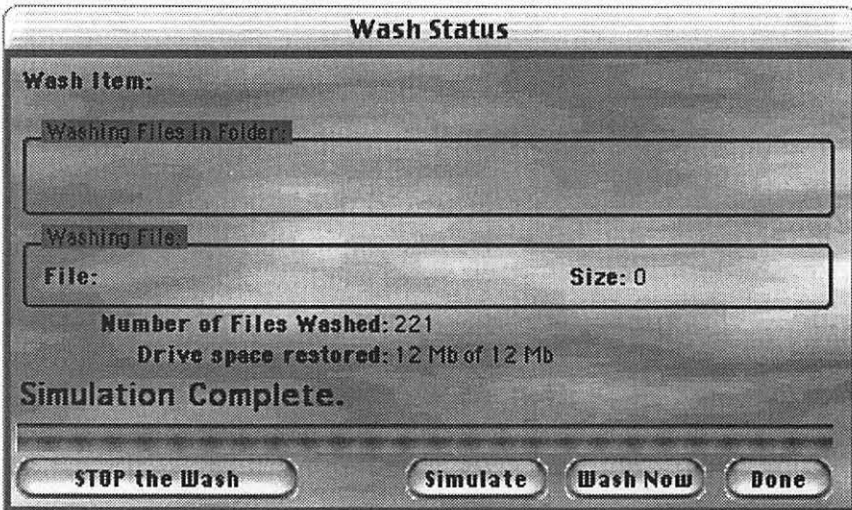 Wash Status
Wash Item:
Washing Files In Folder:
Washing File:
File: Size: 0
Number of Files Washed: 221
Drive space restored: 12 Mb of 12 Mb
Simulation Complete.
STOP the Wash Simulate Wash Now Done